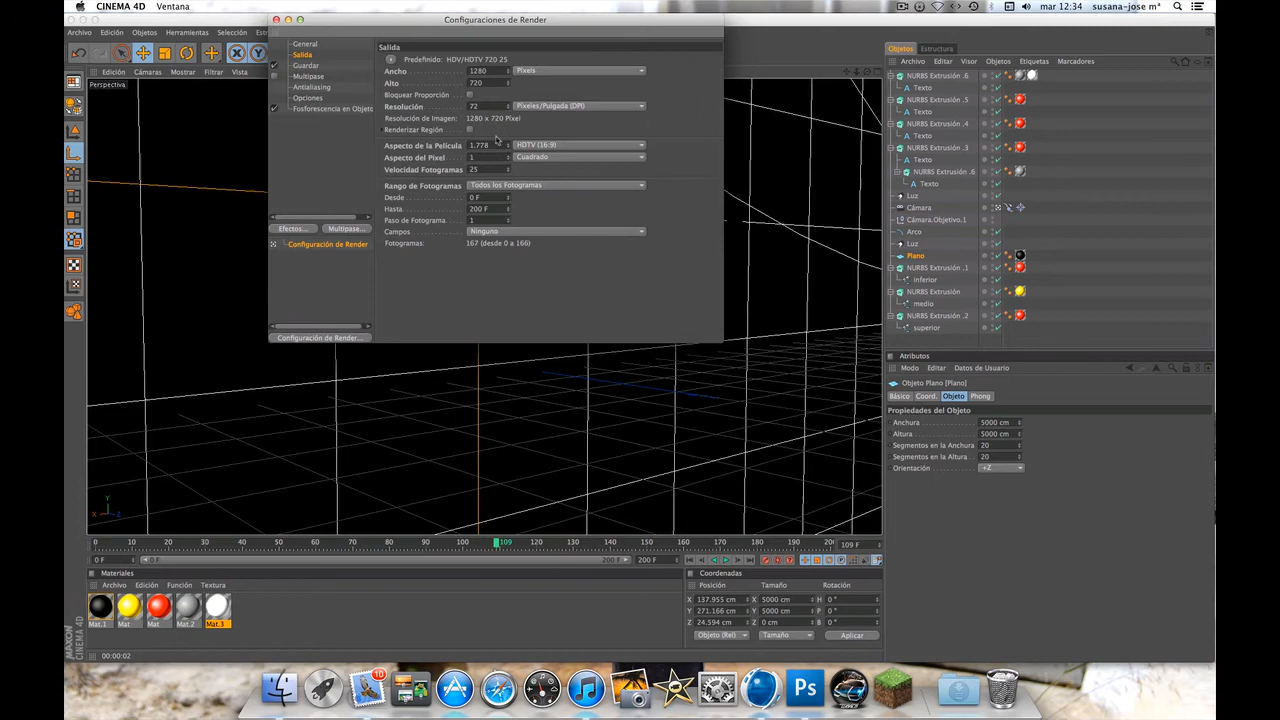 CINEMA 4D Ventana
mar 12:34 susana-jose mª
Configuraciones de Render
Archivo Edición Objetos Herramientas Selección
General
Salida
Guardar
Multipase
Antialiasing
Opciones
Fosforescencia en Objeto
Efectos... Multipase...
Configuración de Render
Configuración de Render...
Salida
Predefinido: HDV/HDTV 720 25
Ancho 1280 Pixels
Alto 720
Bloquear Proporción
Resolución 72 Pixeles/Pulgada (DPI)
Resolución de Imagen: 1280 x 720 Pixel
Renderizar Región
Aspecto de la Película 1.778 HDTV (16:9)
Aspecto del Pixel 1 Cuadrado
Velocidad Fotogramas 25
Rango de Fotogramas Todos los Fotogramas
Desde 0 F
Hasta 200 F
Paso de Fotograma 1
Campos Ninguno
Fotogramas: 167 (desde 0 a 166)
Edición Cámaras Mostrar Filtro
Perspectiva
Y
X Z
Objetos Estructura
Archivo Editar Visor Objetos Etiquetas Marcadores
NURBS Extrusión .6
Texto
NURBS Extrusión .5
Texto
NURBS Extrusión .4
Texto
NURBS Extrusión .3
Texto
NURBS Extrusión .6
Texto
Luz
Cámara
Cámara.Objetivo.1
Arco
Luz
Plano
NURBS Extrusión .1
inferior
NURBS Extrusión
medio
NURBS Extrusión .2
superior
Atributos
Modo Editar Datos de Usuario
Objeto Plano [Plano]
Básico Coord. Objeto Phong
Propiedades del Objeto
Anchura 5000 cm
Altura 5000 cm
Segmentos en la Anchura 20
Segmentos en la Altura 20
Orientación +Z
0 10 20 30 40 50 60 70 80 90 100 109 120 130 140 150 160 170 180 190 20 109 F
0 F 0 F 200 F 200 F
Materiales
Archivo Edición Función Textura
Mat.1 Mat Mat Mat.2 Mat.3
Coordenadas
Posición Tamaño Rotación
X 137.955 cm X 5000 cm H 0 °
Y 271.166 cm Y 5000 cm P 0 °
Z 24.594 cm Z 0 cm B 0 °
Objeto (Rel) Tamaño Aplicar
MAXON CINEMA 4D
00:00:02
10
Ps